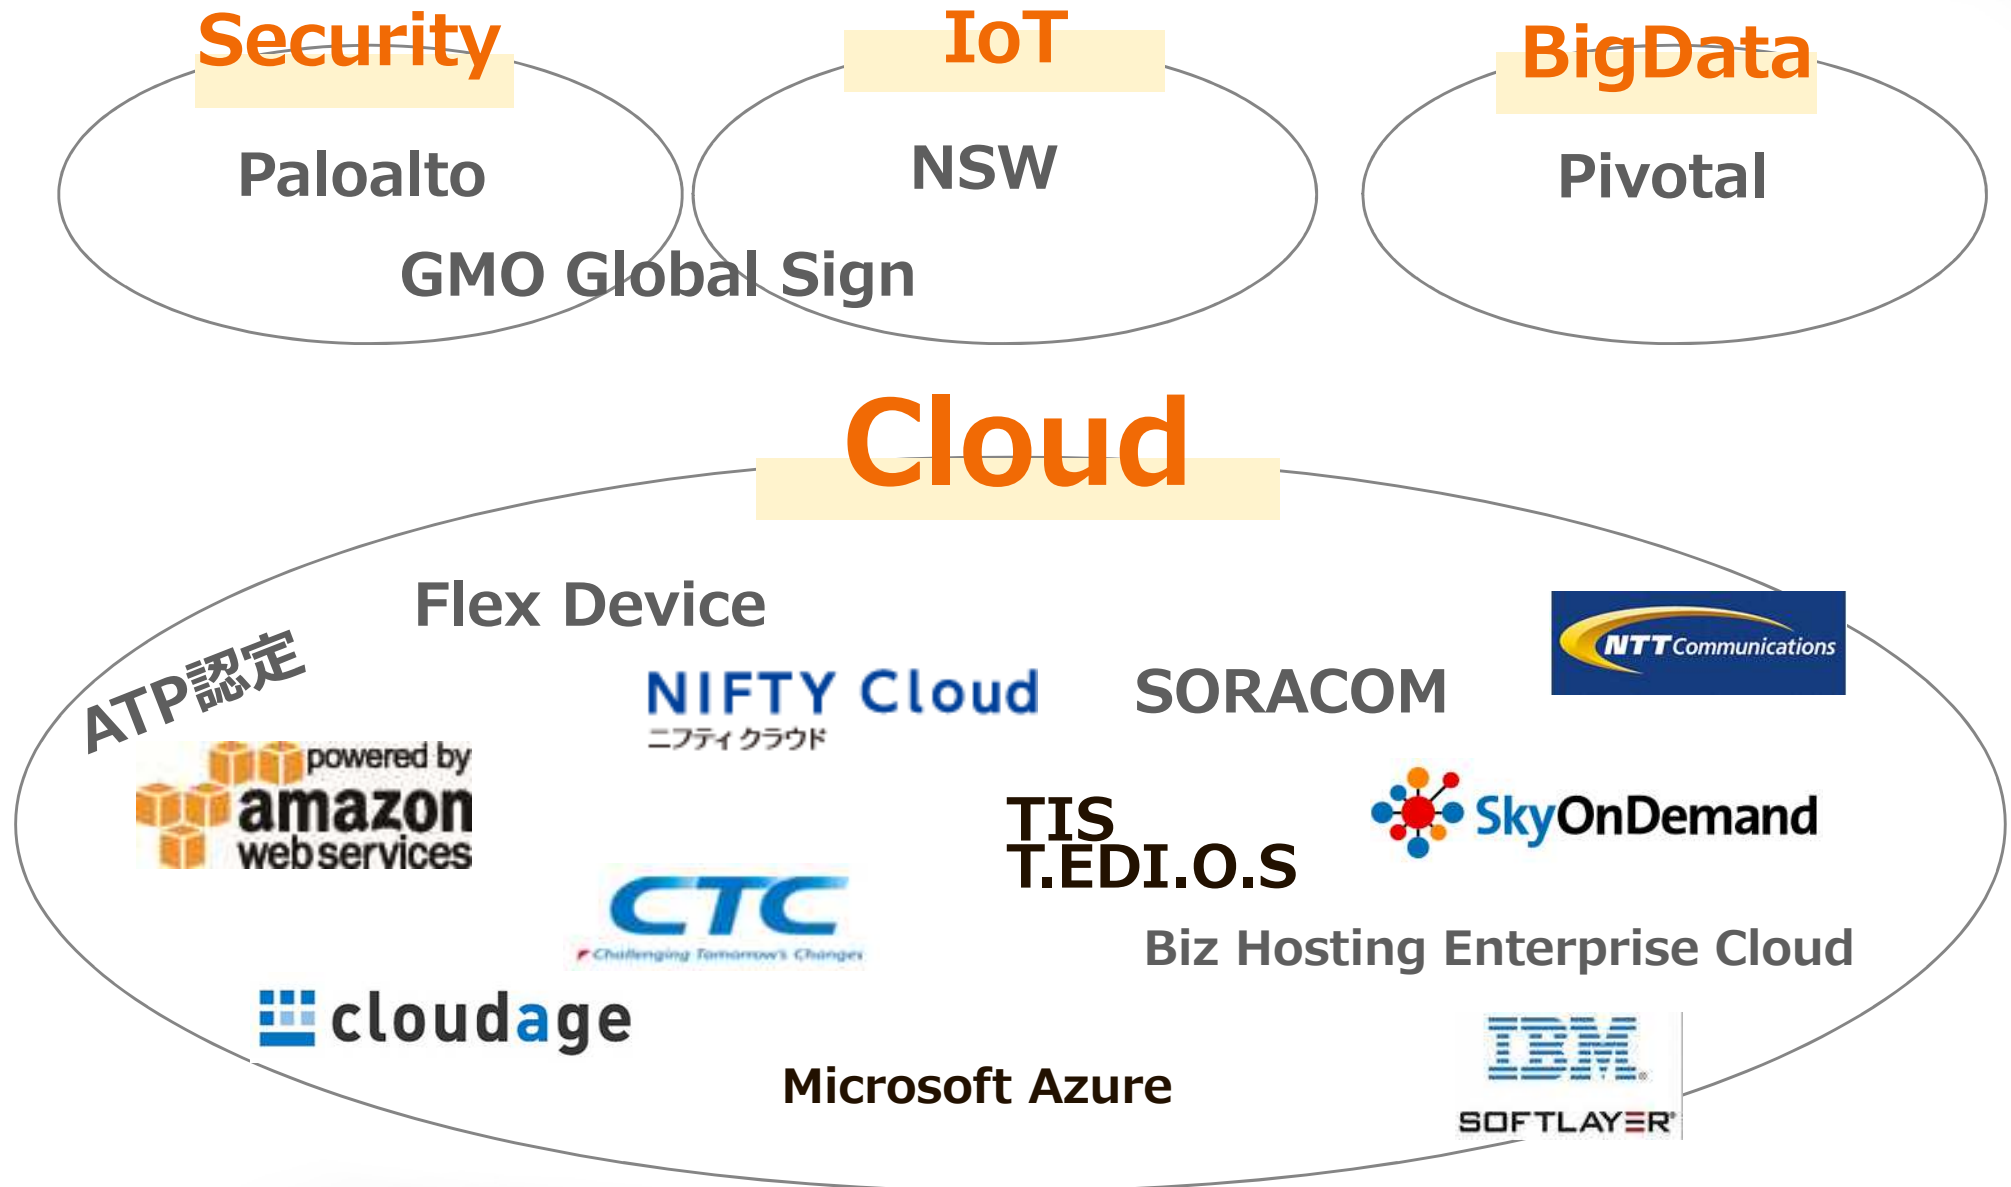 Security
IoT
BigData
Paloalto
NSW
Pivotal
GMO Global Sign
Cloud
Flex Device
NTT Communications
ATP認定
NIFTY Cloud
ニフティクラウド
SORACOM
powered by
amazon
web services
TIS
T.EDI.O.S
SkyOnDemand
CTC
Challenging Tomorrow's Changes
Biz Hosting Enterprise Cloud
cloudage
IBM®
SOFTLAYER®
Microsoft Azure